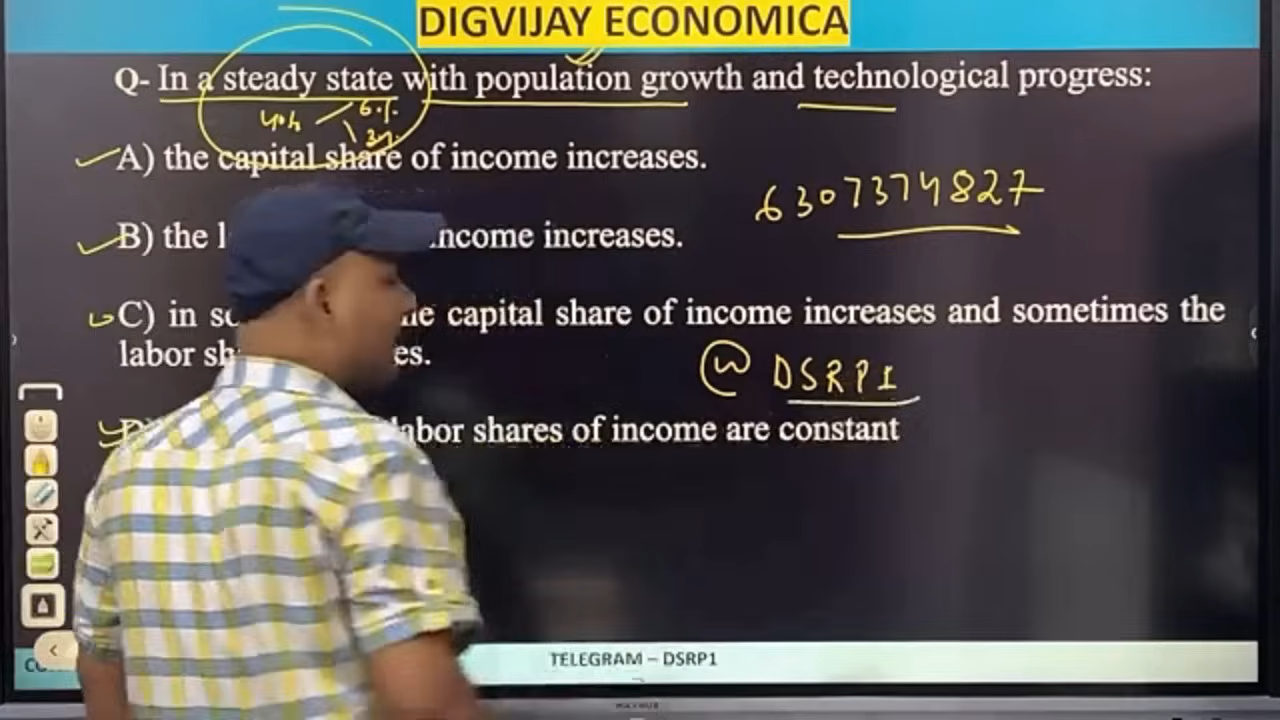 DIGVIJAY ECONOMICA
Q- In a steady state with population growth and technological progress:
A) the capital share of income increases.
6307374827
B) the income increases.
C) in capital share of income increases and sometimes the
labor
@DSRP1
labor shares of income are constant
TELEGRAM – DSRP1